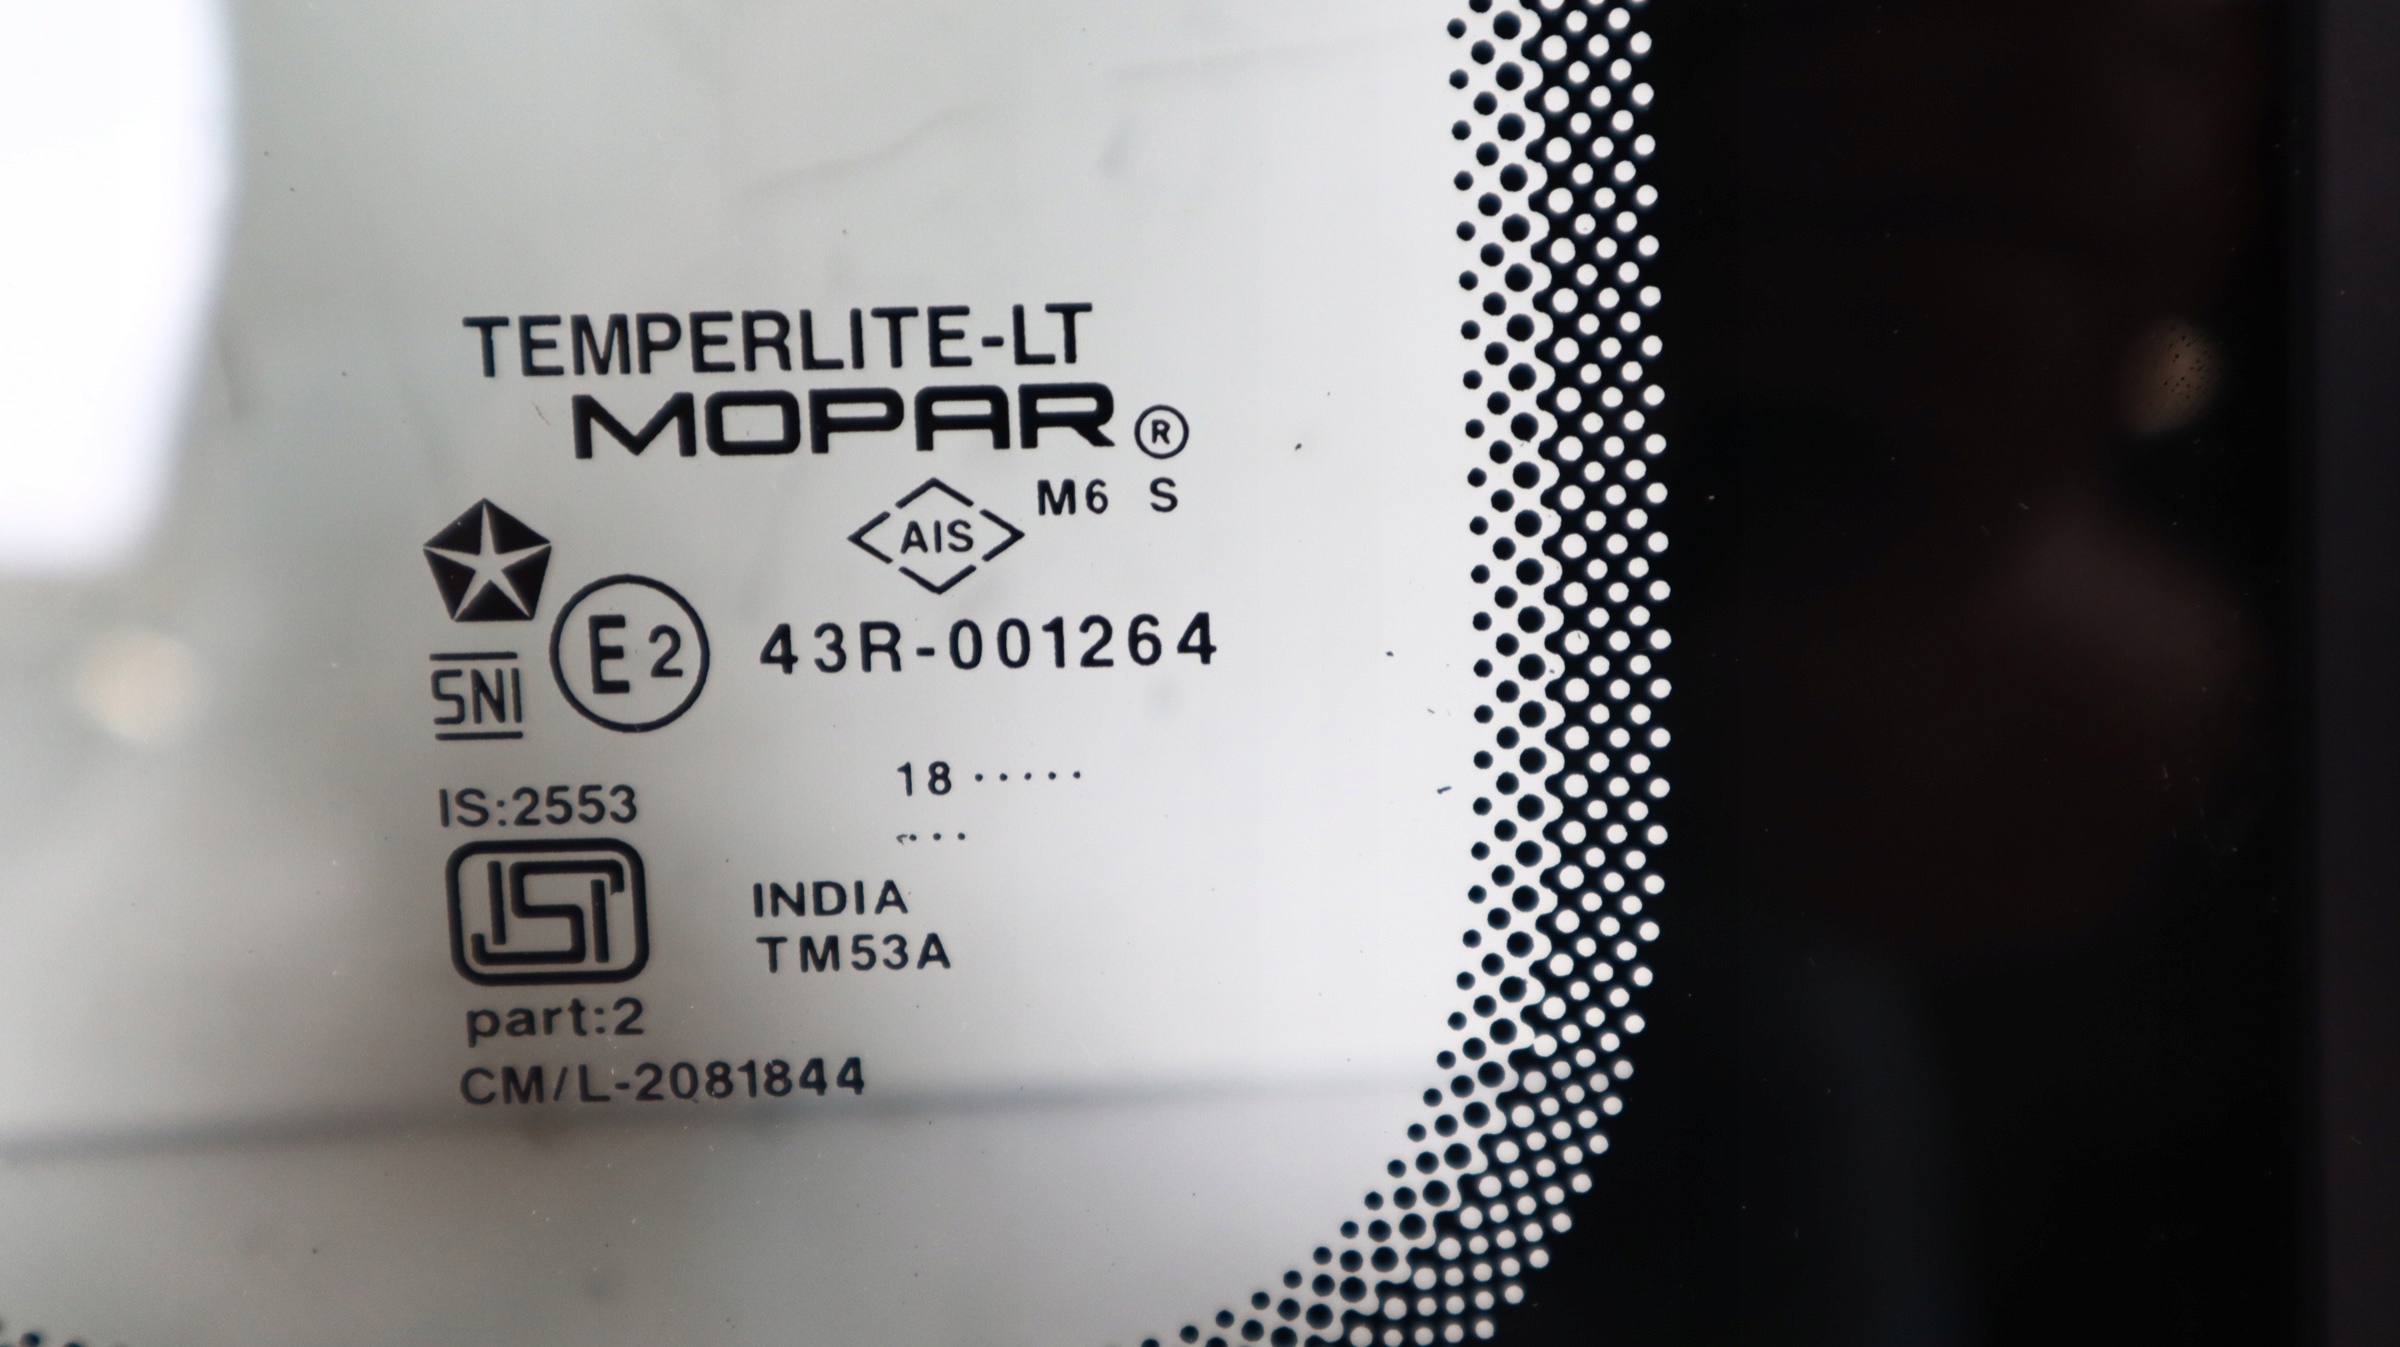 TEMPERLITE-LT
MOPAR®
AIS M6 S
E2 43R-001264
SNI
18 ·····
····
IS:2553
ISI
INDIA
TM53A
part:2
CM/L-2081844